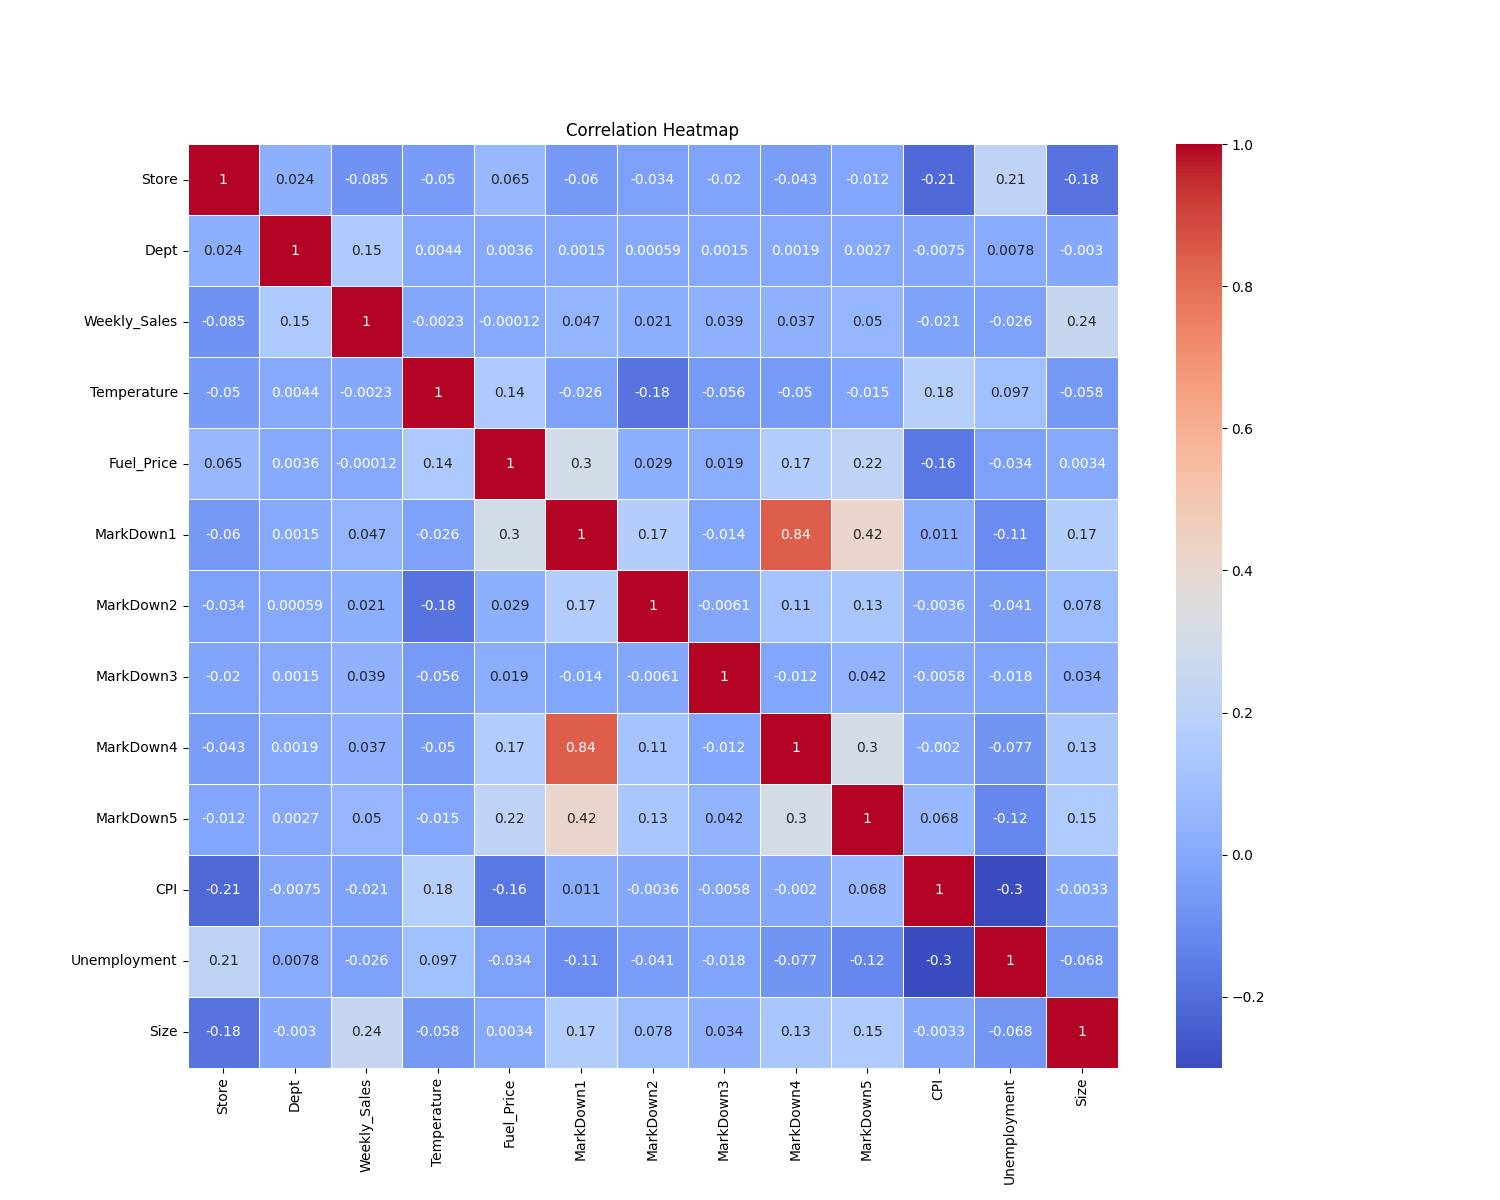 Correlation Heatmap
Store 1 0.024 -0.085 -0.05 0.065 -0.06 -0.034 -0.02 -0.043 -0.012 -0.21 0.21 -0.18
Dept 0.024 1 0.15 0.0044 0.0036 0.0015 0.00059 0.0015 0.0019 0.0027 -0.0075 0.0078 -0.003
Weekly_Sales -0.085 0.15 1 -0.0023 -0.00012 0.047 0.021 0.039 0.037 0.05 -0.021 -0.026 0.24
Temperature -0.05 0.0044 -0.0023 1 0.14 -0.026 -0.18 -0.056 -0.05 -0.015 0.18 0.097 -0.058
Fuel_Price 0.065 0.0036 -0.00012 0.14 1 0.3 0.029 0.019 0.17 0.22 -0.16 -0.034 0.0034
MarkDown1 -0.06 0.0015 0.047 -0.026 0.3 1 0.17 -0.014 0.84 0.42 0.011 -0.11 0.17
MarkDown2 -0.034 0.00059 0.021 -0.18 0.029 0.17 1 -0.0061 0.11 0.13 -0.0036 -0.041 0.078
MarkDown3 -0.02 0.0015 0.039 -0.056 0.019 -0.014 -0.0061 1 -0.012 0.042 -0.0058 -0.018 0.034
MarkDown4 -0.043 0.0019 0.037 -0.05 0.17 0.84 0.11 -0.012 1 0.3 -0.002 -0.077 0.13
MarkDown5 -0.012 0.0027 0.05 -0.015 0.22 0.42 0.13 0.042 0.3 1 0.068 -0.12 0.15
CPI -0.21 -0.0075 -0.021 0.18 -0.16 0.011 -0.0036 -0.0058 -0.002 0.068 1 -0.3 -0.0033
Unemployment 0.21 0.0078 -0.026 0.097 -0.034 -0.11 -0.041 -0.018 -0.077 -0.12 -0.3 1 -0.068
Size -0.18 -0.003 0.24 -0.058 0.0034 0.17 0.078 0.034 0.13 0.15 -0.0033 -0.068 1
Store Dept Weekly_Sales Temperature Fuel_Price MarkDown1 MarkDown2 MarkDown3 MarkDown4 MarkDown5 CPI Unemployment Size
1.0
0.8
0.6
0.4
0.2
0.0
−0.2